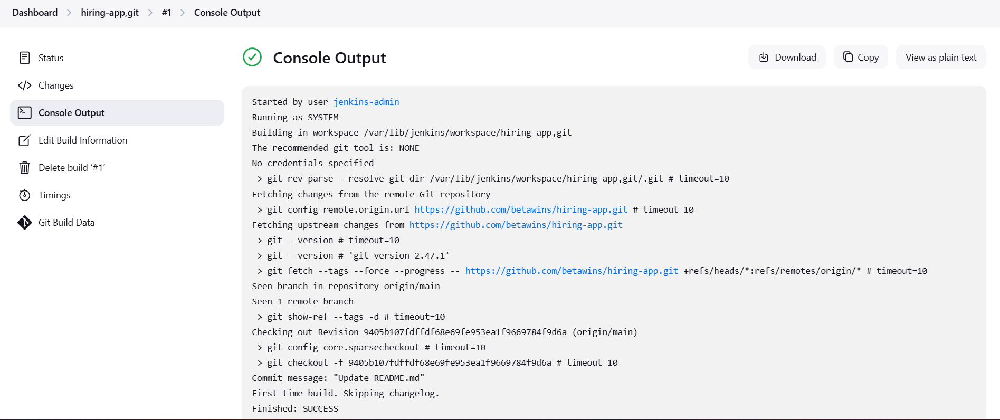 Dashboard > hiring-app,git > #1 > Console Output
Status
Changes
Console Output
Edit Build Information
Delete build ‘#1’
Timings
Git Build Data
Console Output
Download
Copy
View as plain text
Started by user jenkins-admin
Running as SYSTEM
Building in workspace /var/lib/jenkins/workspace/hiring-app,git
The recommended git tool is: NONE
No credentials specified
 > git rev-parse --resolve-git-dir /var/lib/jenkins/workspace/hiring-app,git/.git # timeout=10
Fetching changes from the remote Git repository
 > git config remote.origin.url https://github.com/betawins/hiring-app.git # timeout=10
Fetching upstream changes from https://github.com/betawins/hiring-app.git
 > git --version # timeout=10
 > git --version # 'git version 2.47.1'
 > git fetch --tags --force --progress -- https://github.com/betawins/hiring-app.git +refs/heads/*:refs/remotes/origin/* # timeout=10
Seen branch in repository origin/main
Seen 1 remote branch
 > git show-ref --tags -d # timeout=10
Checking out Revision 9405b107fdffdf68e69fe953ea1f9669784f9d6a (origin/main)
 > git config core.sparsecheckout # timeout=10
 > git checkout -f 9405b107fdffdf68e69fe953ea1f9669784f9d6a # timeout=10
Commit message: "Update README.md"
First time build. Skipping changelog.
Finished: SUCCESS